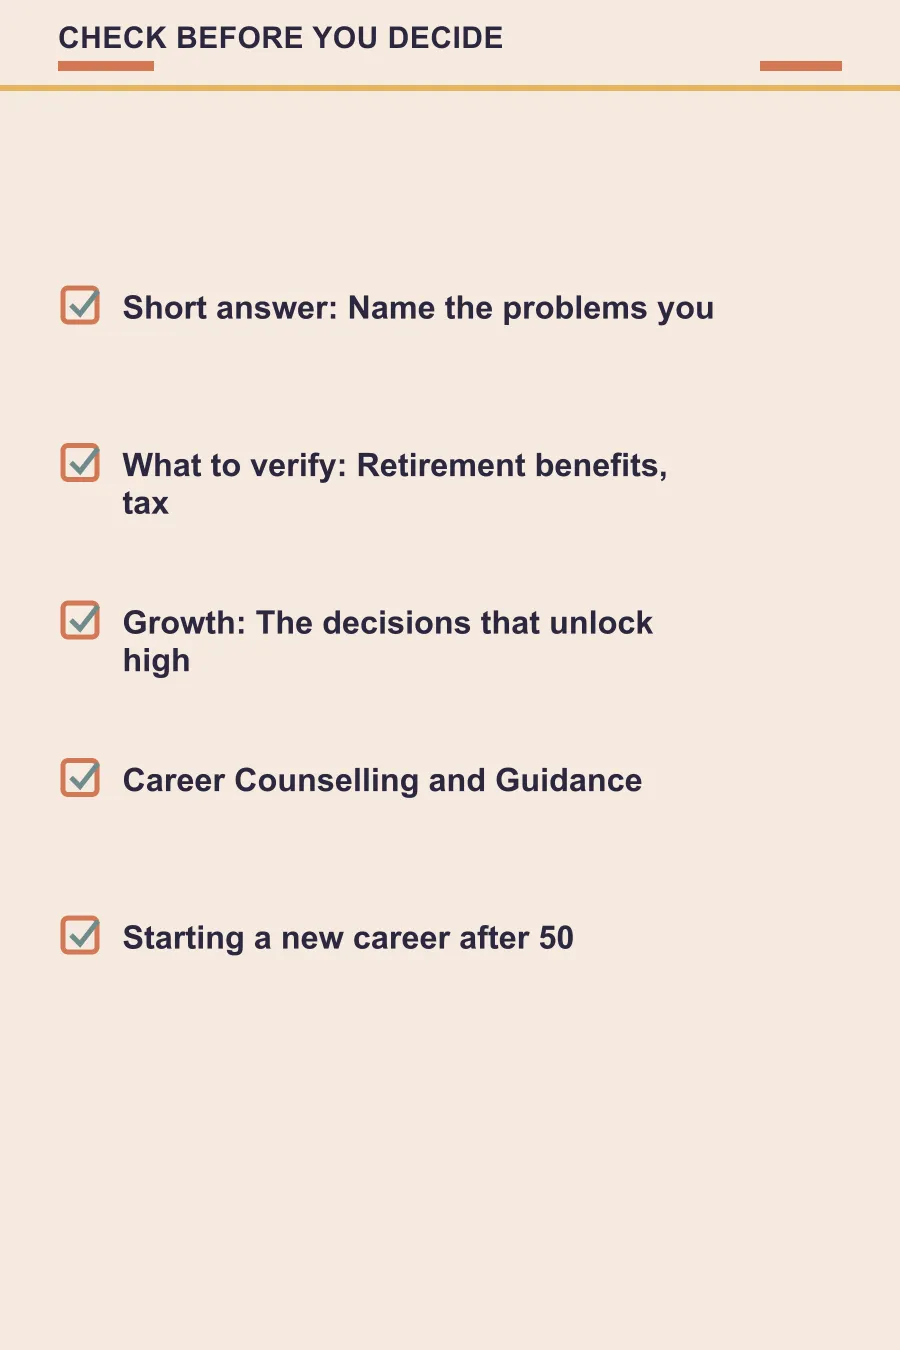 CHECK BEFORE YOU DECIDE
Short answer: Name the problems you
What to verify: Retirement benefits,
tax
Growth: The decisions that unlock
high
Career Counselling and Guidance
Starting a new career after 50